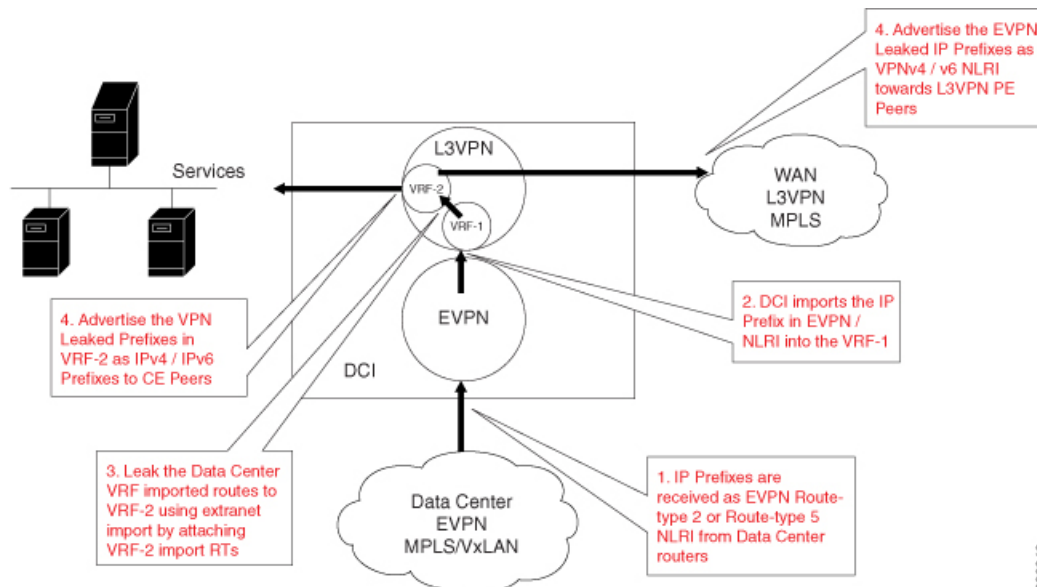 4. Advertise the EVPN
Leaked IP Prefixes as
VPNv4 / v6 NLRI
towards L3VPN PE
Peers
L3VPN
Services
VRF-2
VRF-1
WAN
L3VPN
MPLS
EVPN
DCI
2. DCI imports the IP
Prefix in EVPN /
NLRI into the VRF-1
4. Advertise the VPN
Leaked Prefixes in
VRF-2 as IPv4 / IPv6
Prefixes to CE Peers
3. Leak the Data Center
VRF imported routes to
VRF-2 using extranet
import by attaching
VRF-2 import RTs
Data Center
EVPN
MPLS/VxLAN
1. IP Prefixes are
received as EVPN Route-
type 2 or Route-type 5
NLRI from Data Center
routers